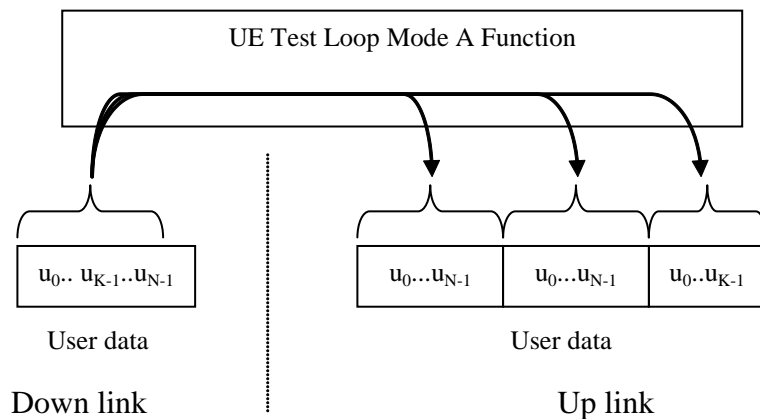 UE Test Loop Mode A Function
u0.. uK-1..uN-1
u0...uN-1
u0...uN-1
u0..uK-1
User data
User data
Down link
Up link